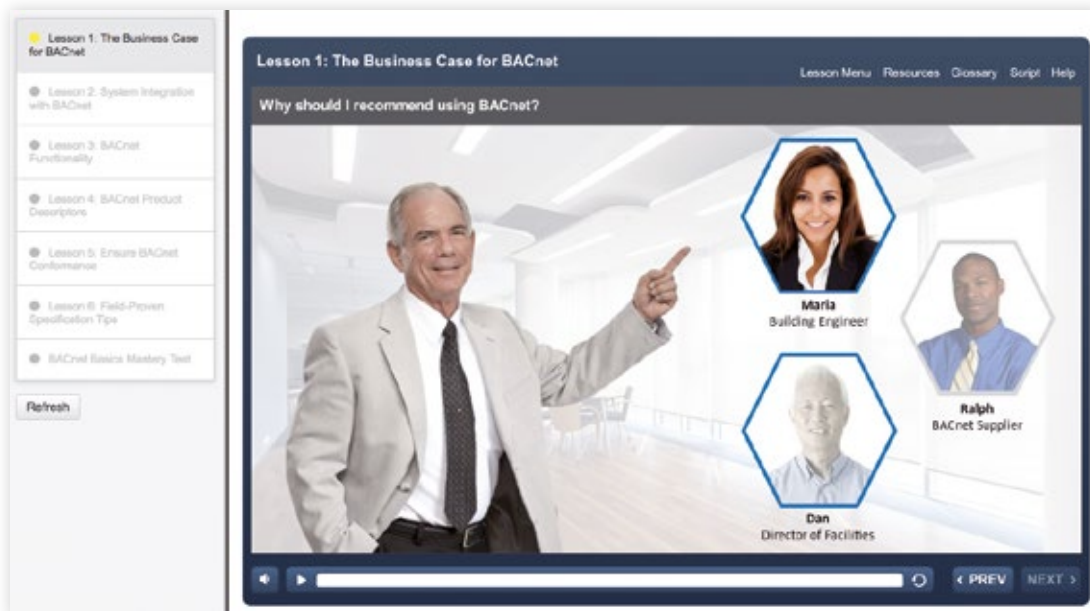 Lesson 1: The Business Case
for BACnet
Lesson 2: System Integration
with BACnet
Lesson 3: BACnet
Functionality
Lesson 4: BACnet Product
Descriptors
Lesson 5: Ensure BACnet
Conformance
Lesson 6: Field-Proven
Specification Tips
BACnet Basics Mastery Test
Refresh
Lesson 1: The Business Case for BACnet
Lesson Menu Resources Glossary Script Help
Why should I recommend using BACnet?
Maria
Building Engineer
Ralph
BACnet Supplier
Dan
Director of Facilities
< PREV NEXT >